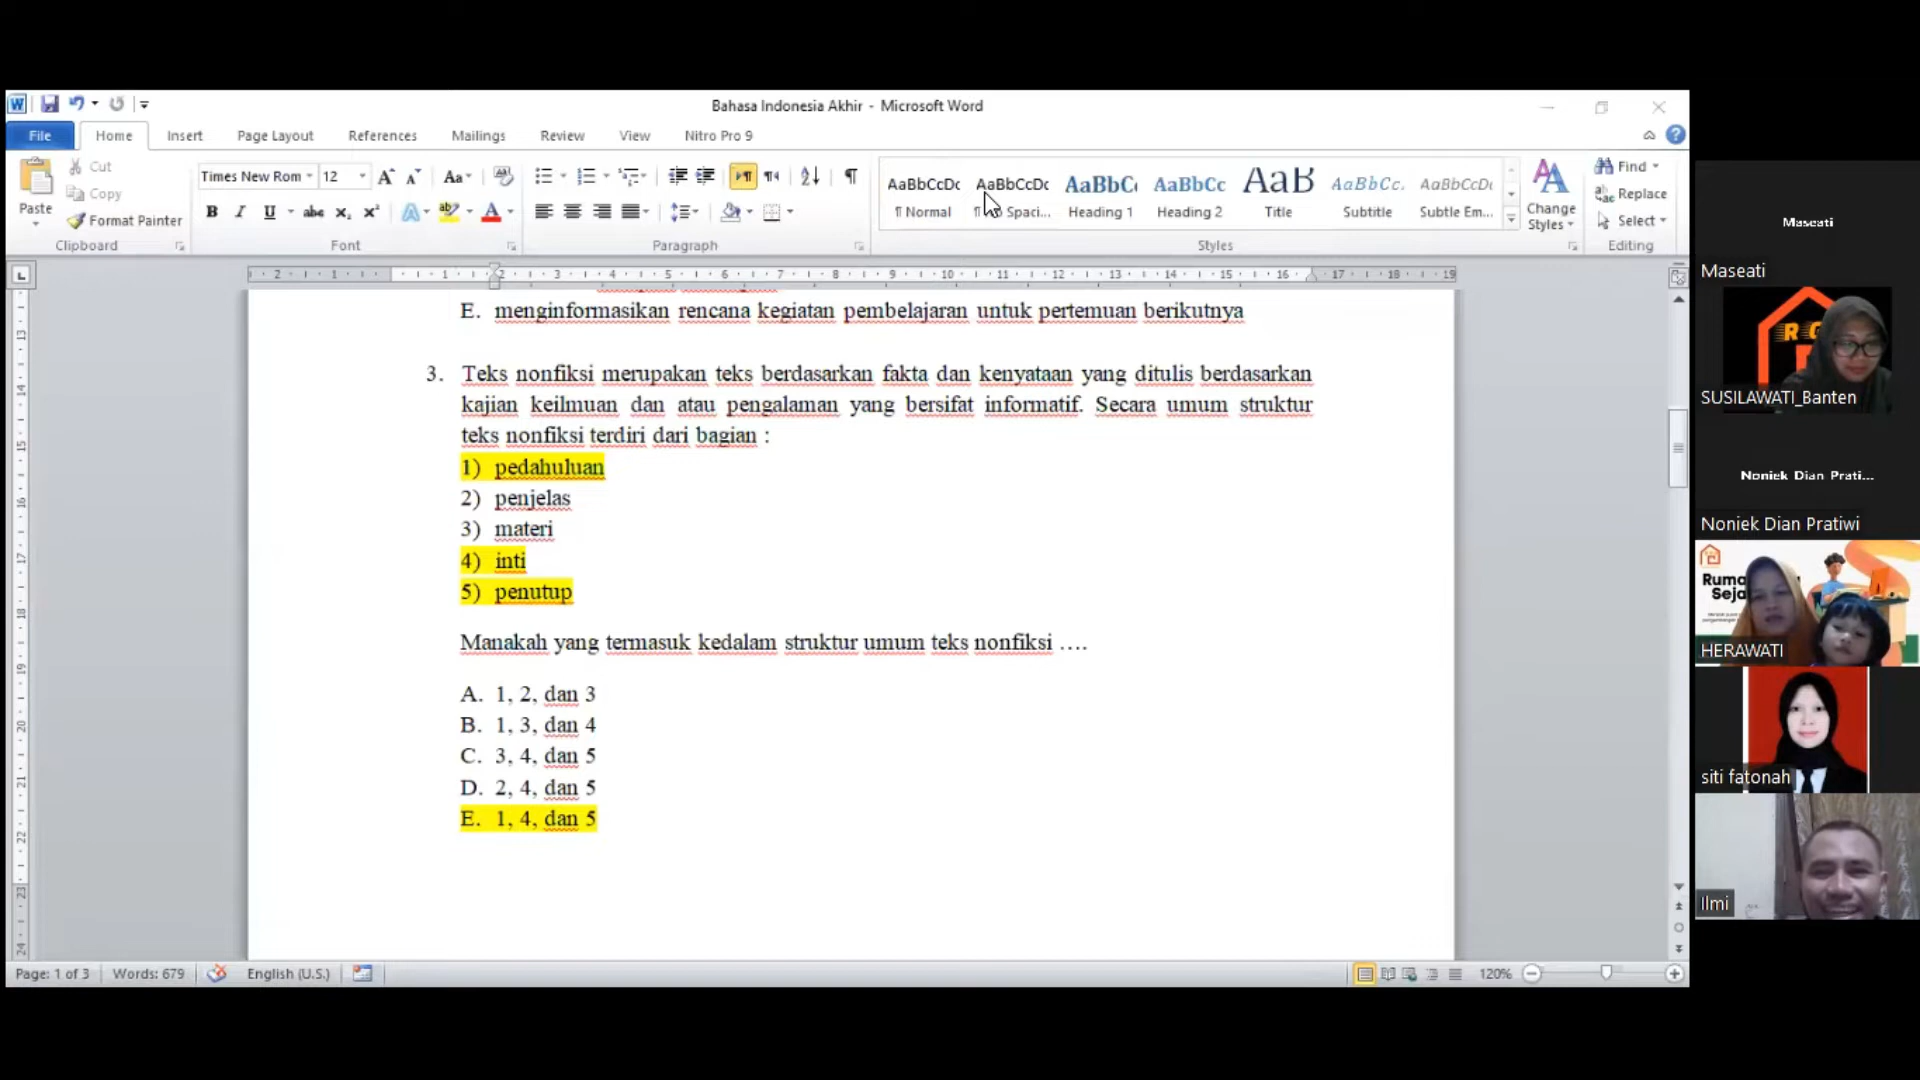 Bahasa Indonesia Akhir - Microsoft Word
File Home Insert Page Layout References Mailings Review View Nitro Pro 9
Paste
Cut
Copy
Format Painter
Clipboard
Times New Rom 12
Font
Paragraph
AaBbCcDc AaBbCcDc AaBbC AaBbCc AaB AaBbCc. AaBbCcDc
¶ Normal Spaci... Heading 1 Heading 2 Title Subtitle Subtle Em...
Styles
Change
Styles
Find
Replace
Select
Editing
E. menginformasikan rencana kegiatan pembelajaran untuk pertemuan berikutnya
3. Teks nonfiksi merupakan teks berdasarkan fakta dan kenyataan yang ditulis berdasarkan
kajian keilmuan dan atau pengalaman yang bersifat informatif. Secara umum struktur
teks nonfiksi terdiri dari bagian :
1) pedahuluan
2) penjelas
3) materi
4) inti
5) penutup
Manakah yang termasuk kedalam struktur umum teks nonfiksi ....
A. 1, 2, dan 3
B. 1, 3, dan 4
C. 3, 4, dan 5
D. 2, 4, dan 5
E. 1, 4, dan 5
Page: 1 of 3 Words: 679 English (U.S.) 120%
Maseati
Maseati
SUSILAWATI_Banten
Noniek Dian Prati...
Noniek Dian Pratiwi
Ruma
Seja
HERAWATI
siti fatonah
Ilmi